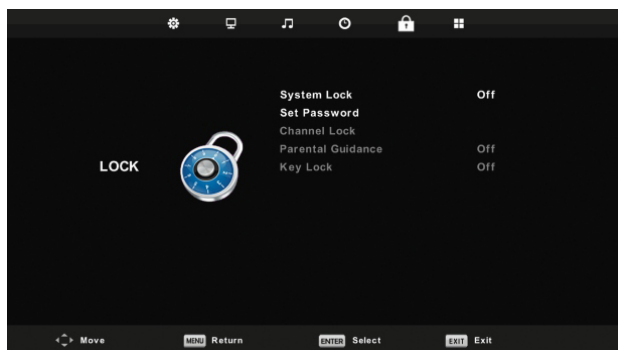 System Lock Off
Set Password
Channel Lock
Parental Guidance Off
Key Lock Off
LOCK
Move MENU Return ENTER Select EXIT Exit